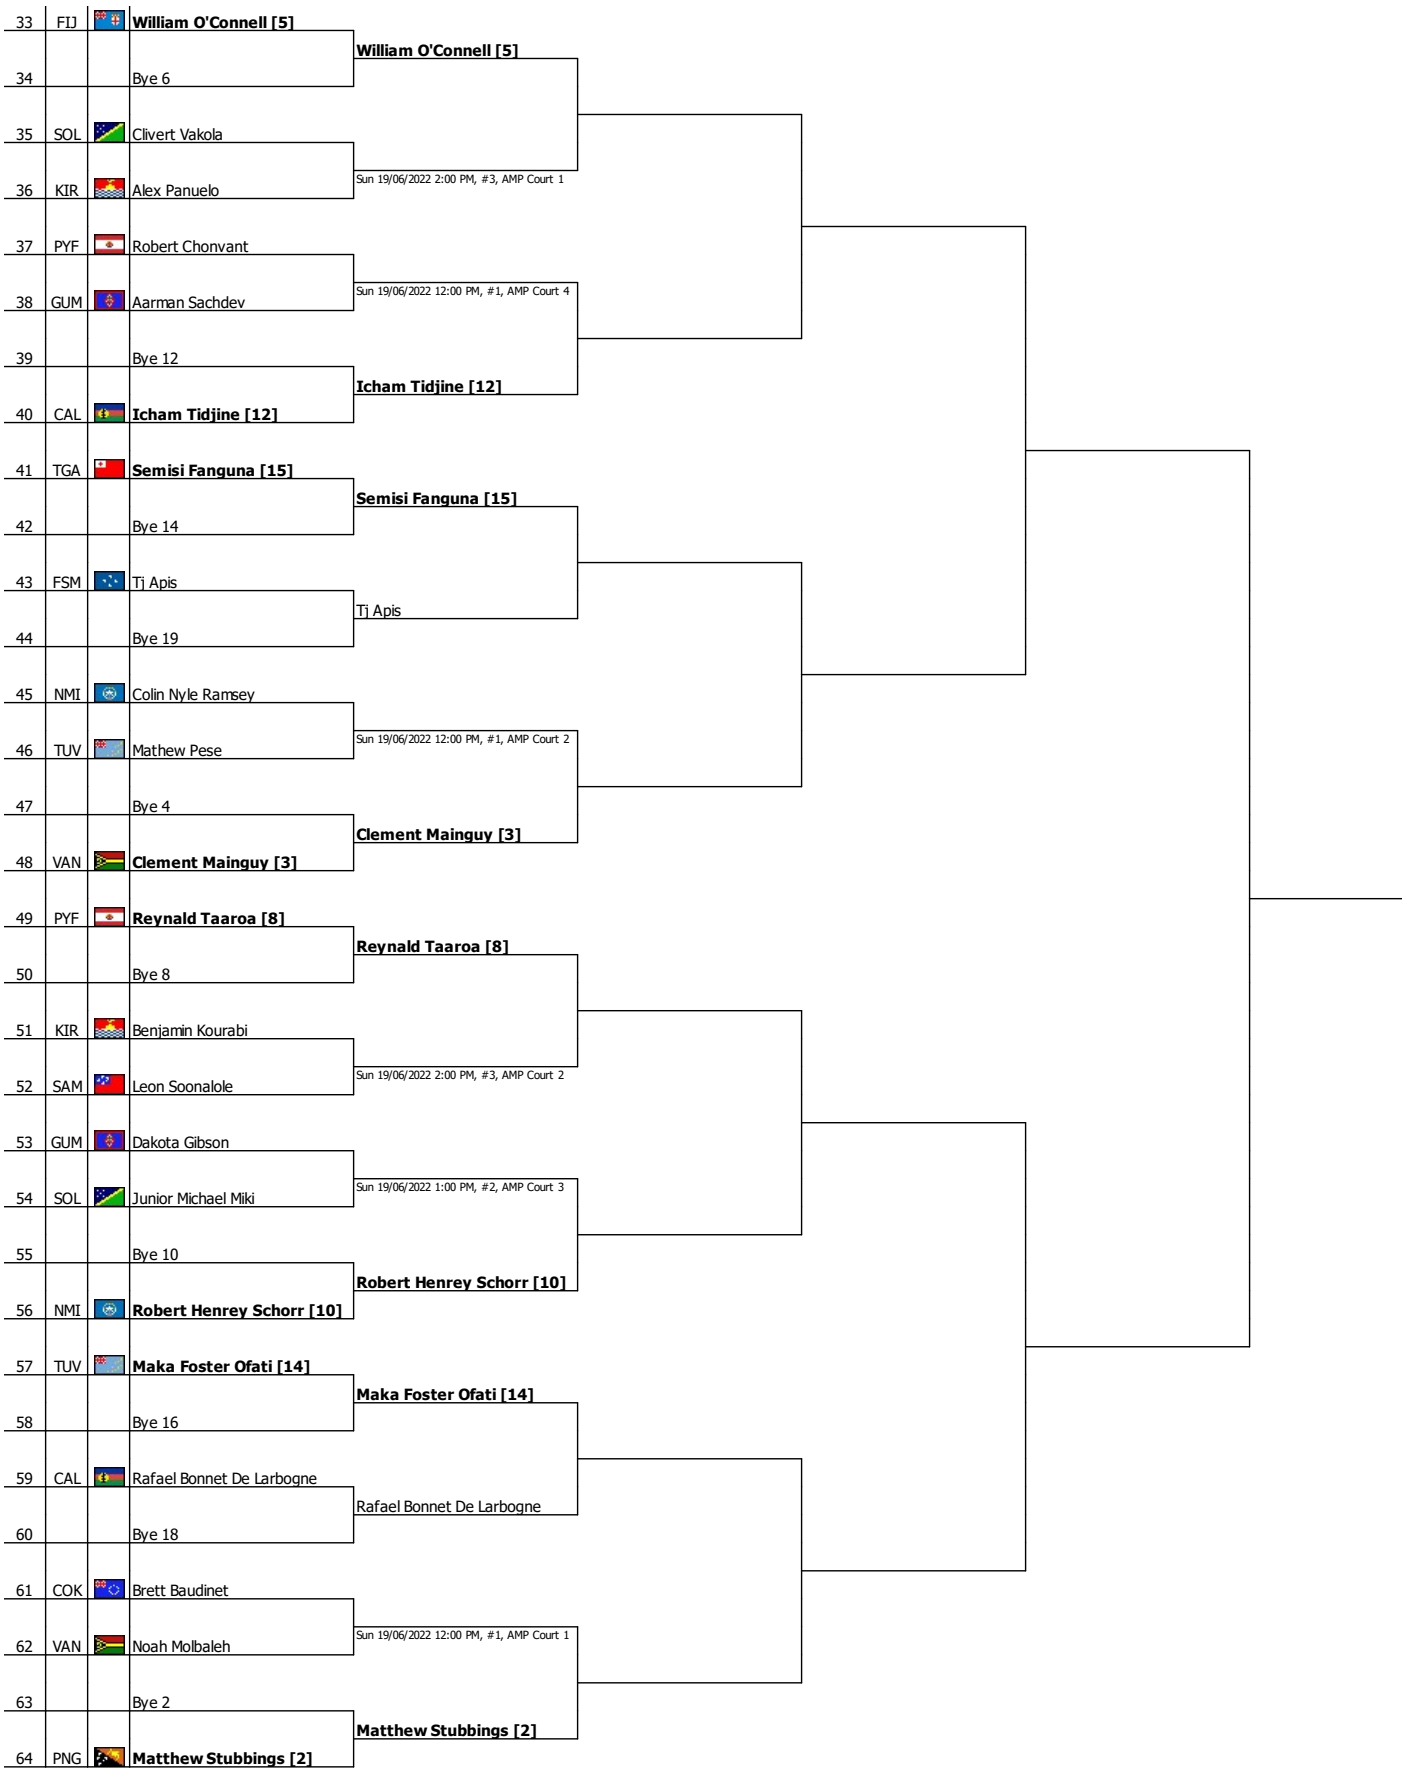 33 FIJ William O'Connell [5]
William O'Connell [5]
34 Bye 6
35 SOL Clivert Vakola
Sun 19/06/2022 2:00 PM, #3, AMP Court 1
36 KIR Alex Panuelo
37 PYF Robert Chonvant
Sun 19/06/2022 12:00 PM, #1, AMP Court 4
38 GUM Aarman Sachdev
39 Bye 12
Icham Tidjine [12]
40 CAL Icham Tidjine [12]
41 TGA Semisi Fanguna [15]
Semisi Fanguna [15]
42 Bye 14
43 FSM Tj Apis
Tj Apis
44 Bye 19
45 NMI Colin Nyle Ramsey
Sun 19/06/2022 12:00 PM, #1, AMP Court 2
46 TUV Mathew Pese
47 Bye 4
Clement Mainguy [3]
48 VAN Clement Mainguy [3]
49 PYF Reynald Taaroa [8]
Reynald Taaroa [8]
50 Bye 8
51 KIR Benjamin Kourabi
Sun 19/06/2022 2:00 PM, #3, AMP Court 2
52 SAM Leon Soonalole
53 GUM Dakota Gibson
Sun 19/06/2022 1:00 PM, #2, AMP Court 3
54 SOL Junior Michael Miki
55 Bye 10
Robert Henrey Schorr [10]
56 NMI Robert Henrey Schorr [10]
57 TUV Maka Foster Ofati [14]
Maka Foster Ofati [14]
58 Bye 16
59 CAL Rafael Bonnet De Larbogne
Rafael Bonnet De Larbogne
60 Bye 18
61 COK Brett Baudinet
Sun 19/06/2022 12:00 PM, #1, AMP Court 1
62 VAN Noah Molbaleh
63 Bye 2
Matthew Stubbings [2]
64 PNG Matthew Stubbings [2]